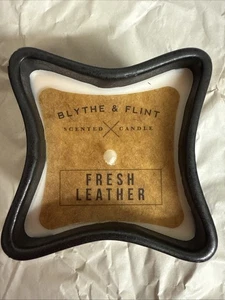 BLYTHE & FLINT
SCENTED CANDLE
FRESH
LEATHER